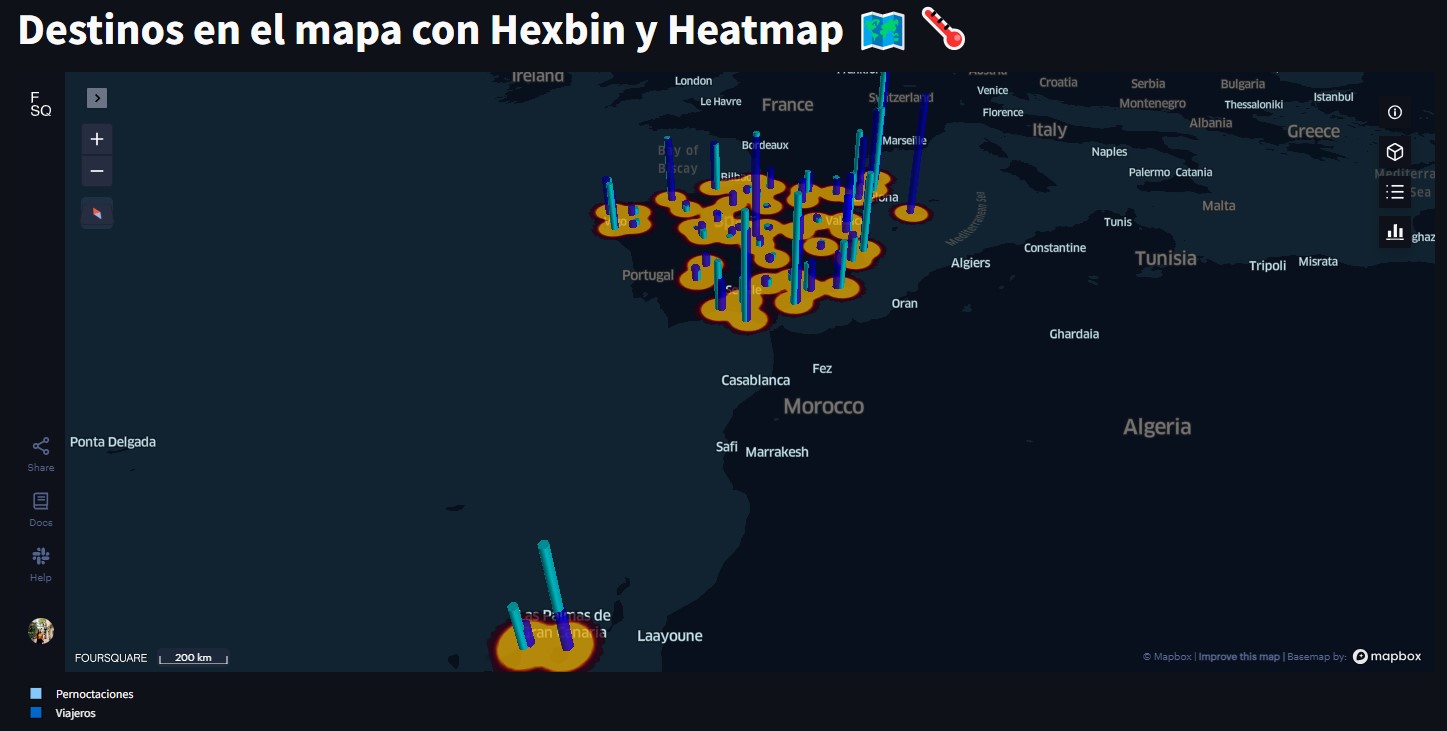 Destinos en el mapa con Hexbin y Heatmap
F
SQ
Ireland
London
Le Havre
France
Switzerland
Austria
Venice
Florence
Croatia
Serbia
Bulgaria
Montenegro
Thessaloniki
Istanbul
Albania
Italy
Greece
Bay of
Biscay
Bordeaux
Marseille
Naples
Palermo
Catania
Malta
Mediterranean Sea
Tunis
Constantine
Algiers
Tunisia
Tripoli
Misrata
Portugal
Oran
Ghardaia
Casablanca
Fez
Morocco
Algeria
Safi
Marrakesh
Ponta Delgada
Las Palmas de
Gran Canaria
Laayoune
Share
Docs
Help
FOURSQUARE
200 km
© Mapbox | Improve this map | Basemap by: mapbox
Pernoctaciones
Viajeros